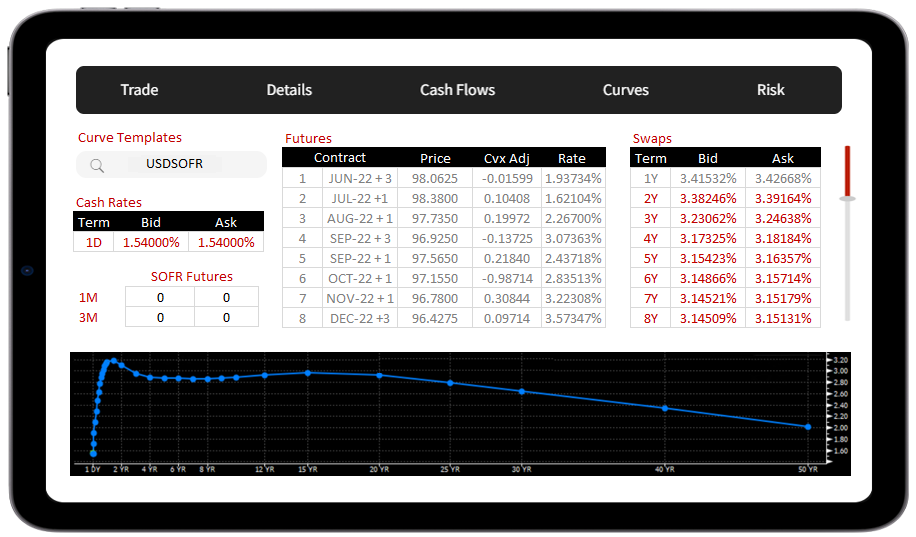 Trade Details Cash Flows Curves Risk
Curve Templates
USDSOFR
Cash Rates
Term Bid Ask
1D 1.54000% 1.54000%
SOFR Futures
1M 0 0
3M 0 0
Futures
Contract Price Cvx Adj Rate
1 JUN-22 + 3 98.0625 -0.01599 1.93734%
2 JUL-22 +1 98.3800 0.10408 1.62104%
3 AUG-22 + 1 97.7350 0.19972 2.26700%
4 SEP-22 + 3 96.9250 -0.13725 3.07363%
5 SEP-22 + 1 97.5650 0.21840 2.43718%
6 OCT-22 + 1 97.1550 -0.98714 2.83513%
7 NOV-22 + 1 96.7800 0.30844 3.22308%
8 DEC-22 +3 96.4275 0.09714 3.57347%
Swaps
Term Bid Ask
1Y 3.41532% 3.42668%
2Y 3.38246% 3.39164%
3Y 3.23062% 3.24638%
4Y 3.17325% 3.18184%
5Y 3.15423% 3.16357%
6Y 3.14866% 3.15714%
7Y 3.14521% 3.15179%
8Y 3.14509% 3.15131%
3.20
3.00
2.80
2.60
2.40
2.20
2.00
1.80
1.60
1 DY 2 YR 4 YR 6 YR 8 YR 12 YR 15 YR 20 YR 25 YR 30 YR 40 YR 50 YR